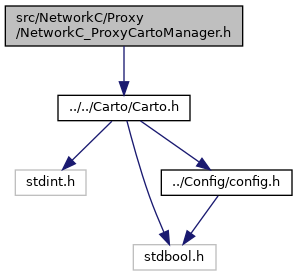 src/NetworkC/Proxy
/NetworkC_ProxyCartoManager.h
../../Carto/Carto.h
stdint.h
../Config/config.h
stdbool.h